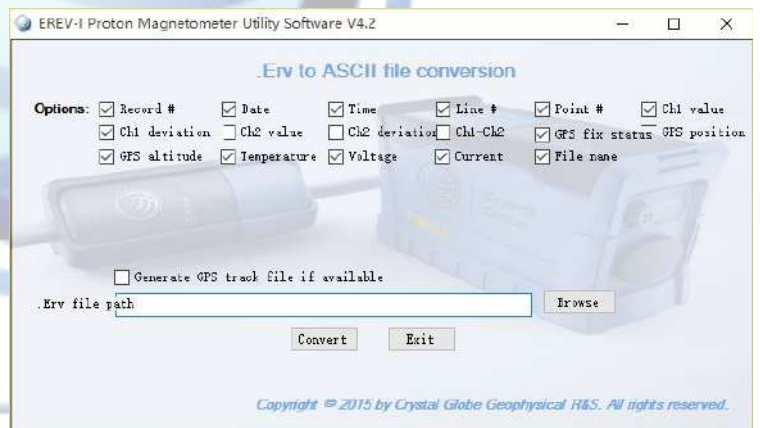 EREV-I Proton Magnetometer Utility Software V4.2
.Erv to ASCII file conversion
Options: Record # Date Time Line # Point # Ch1 value
Ch1 deviation Ch2 value Ch2 deviation Ch1-Ch2 GPS fix status GPS position
GPS altitude Temperature Voltage Current File name
Generate GPS track file if available
.Erv file path Browse
Convert Exit
Copyright © 2015 by Crystal Globe Geophysical R&S. All rights reserved.